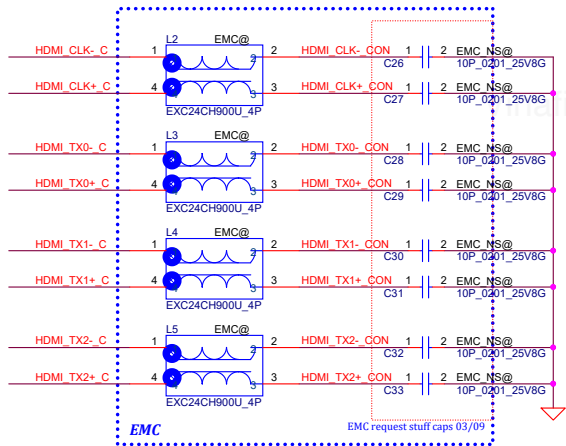 L2 EMC@
HDMI_CLK-_C 1 2 HDMI_CLK-_CON 1 2 EMC_NS@
C26 10P_0201_25V8G
HDMI_CLK+_C 4 3 HDMI_CLK+_CON 1 2 EMC_NS@
C27 10P_0201_25V8G
EXC24CH900U_4P
L3 EMC@
HDMI_TX0-_C 1 2 HDMI_TX0-_CON 1 2 EMC_NS@
C28 10P_0201_25V8G
HDMI_TX0+_C 4 3 HDMI_TX0+_CON 1 2 EMC_NS@
C29 10P_0201_25V8G
EXC24CH900U_4P
L4 EMC@
HDMI_TX1-_C 1 2 HDMI_TX1-_CON 1 2 EMC_NS@
C30 10P_0201_25V8G
HDMI_TX1+_C 4 3 HDMI_TX1+_CON 1 2 EMC_NS@
C31 10P_0201_25V8G
EXC24CH900U_4P
L5 EMC@
HDMI_TX2-_C 1 2 HDMI_TX2-_CON 1 2 EMC_NS@
C32 10P_0201_25V8G
HDMI_TX2+_C 4 3 HDMI_TX2+_CON 1 2 EMC_NS@
C33 10P_0201_25V8G
EXC24CH900U_4P
EMC EMC request stuff caps 03/09